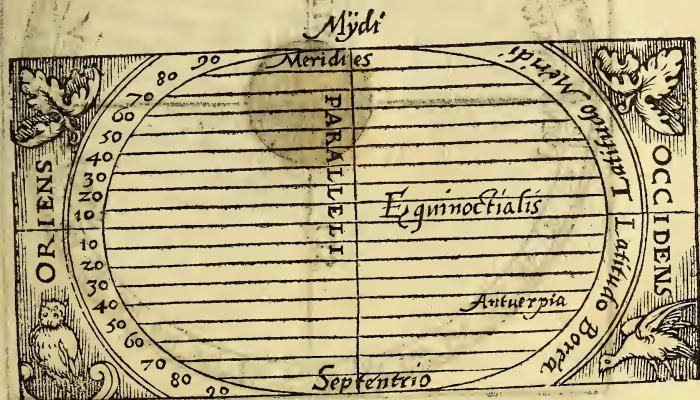 Mÿdi
Meridies
90
80
70
60
50
40
30
20
10
10
20
30
40
50
60
70
80
90
ORIENS
PARALLELI
Equinoctialis
Antuerpia
Septentrio
Latitudo Meridi
Latitudo Borea
OCCIDENS